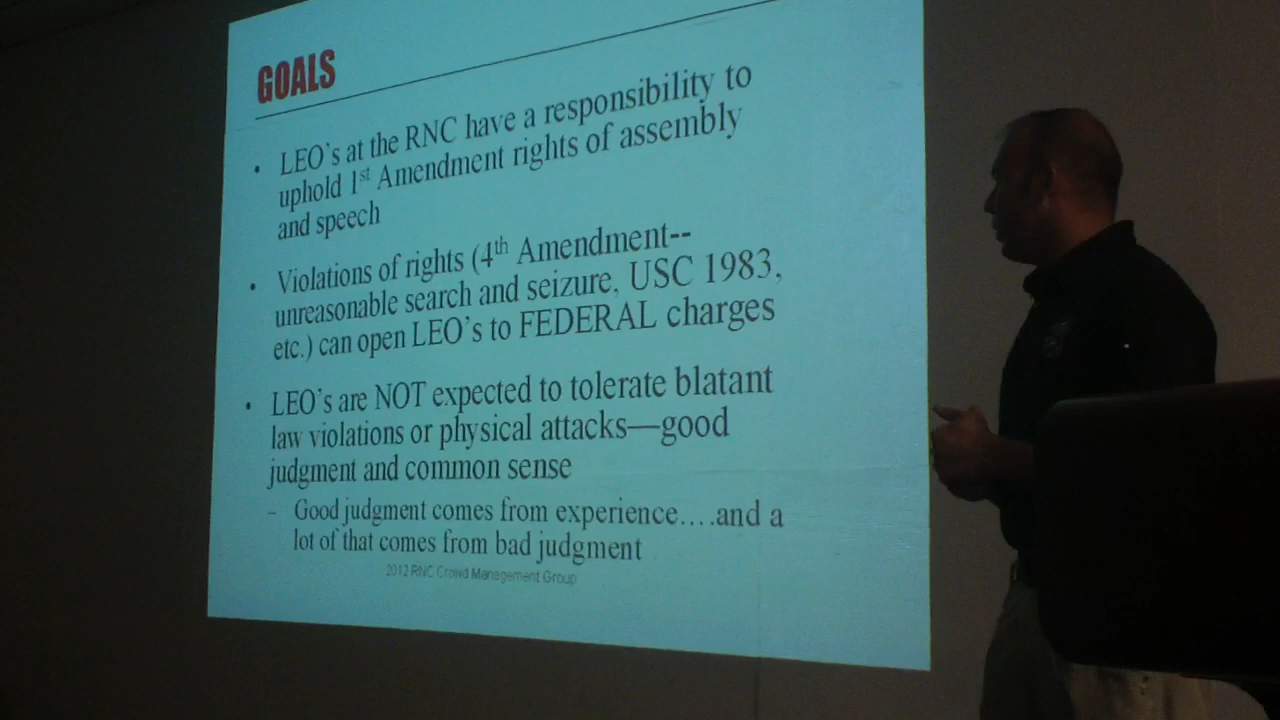 GOALS
• LEO's at the RNC have a responsibility to
uphold 1st Amendment rights of assembly
and speech
• Violations of rights (4th Amendment--
unreasonable search and seizure, USC 1983,
etc.) can open LEO's to FEDERAL charges
• LEO's are NOT expected to tolerate blatant
law violations or physical attacks—good
judgment and common sense
– Good judgment comes from experience….and a
lot of that comes from bad judgment
2012 RNC Crowd Management Group